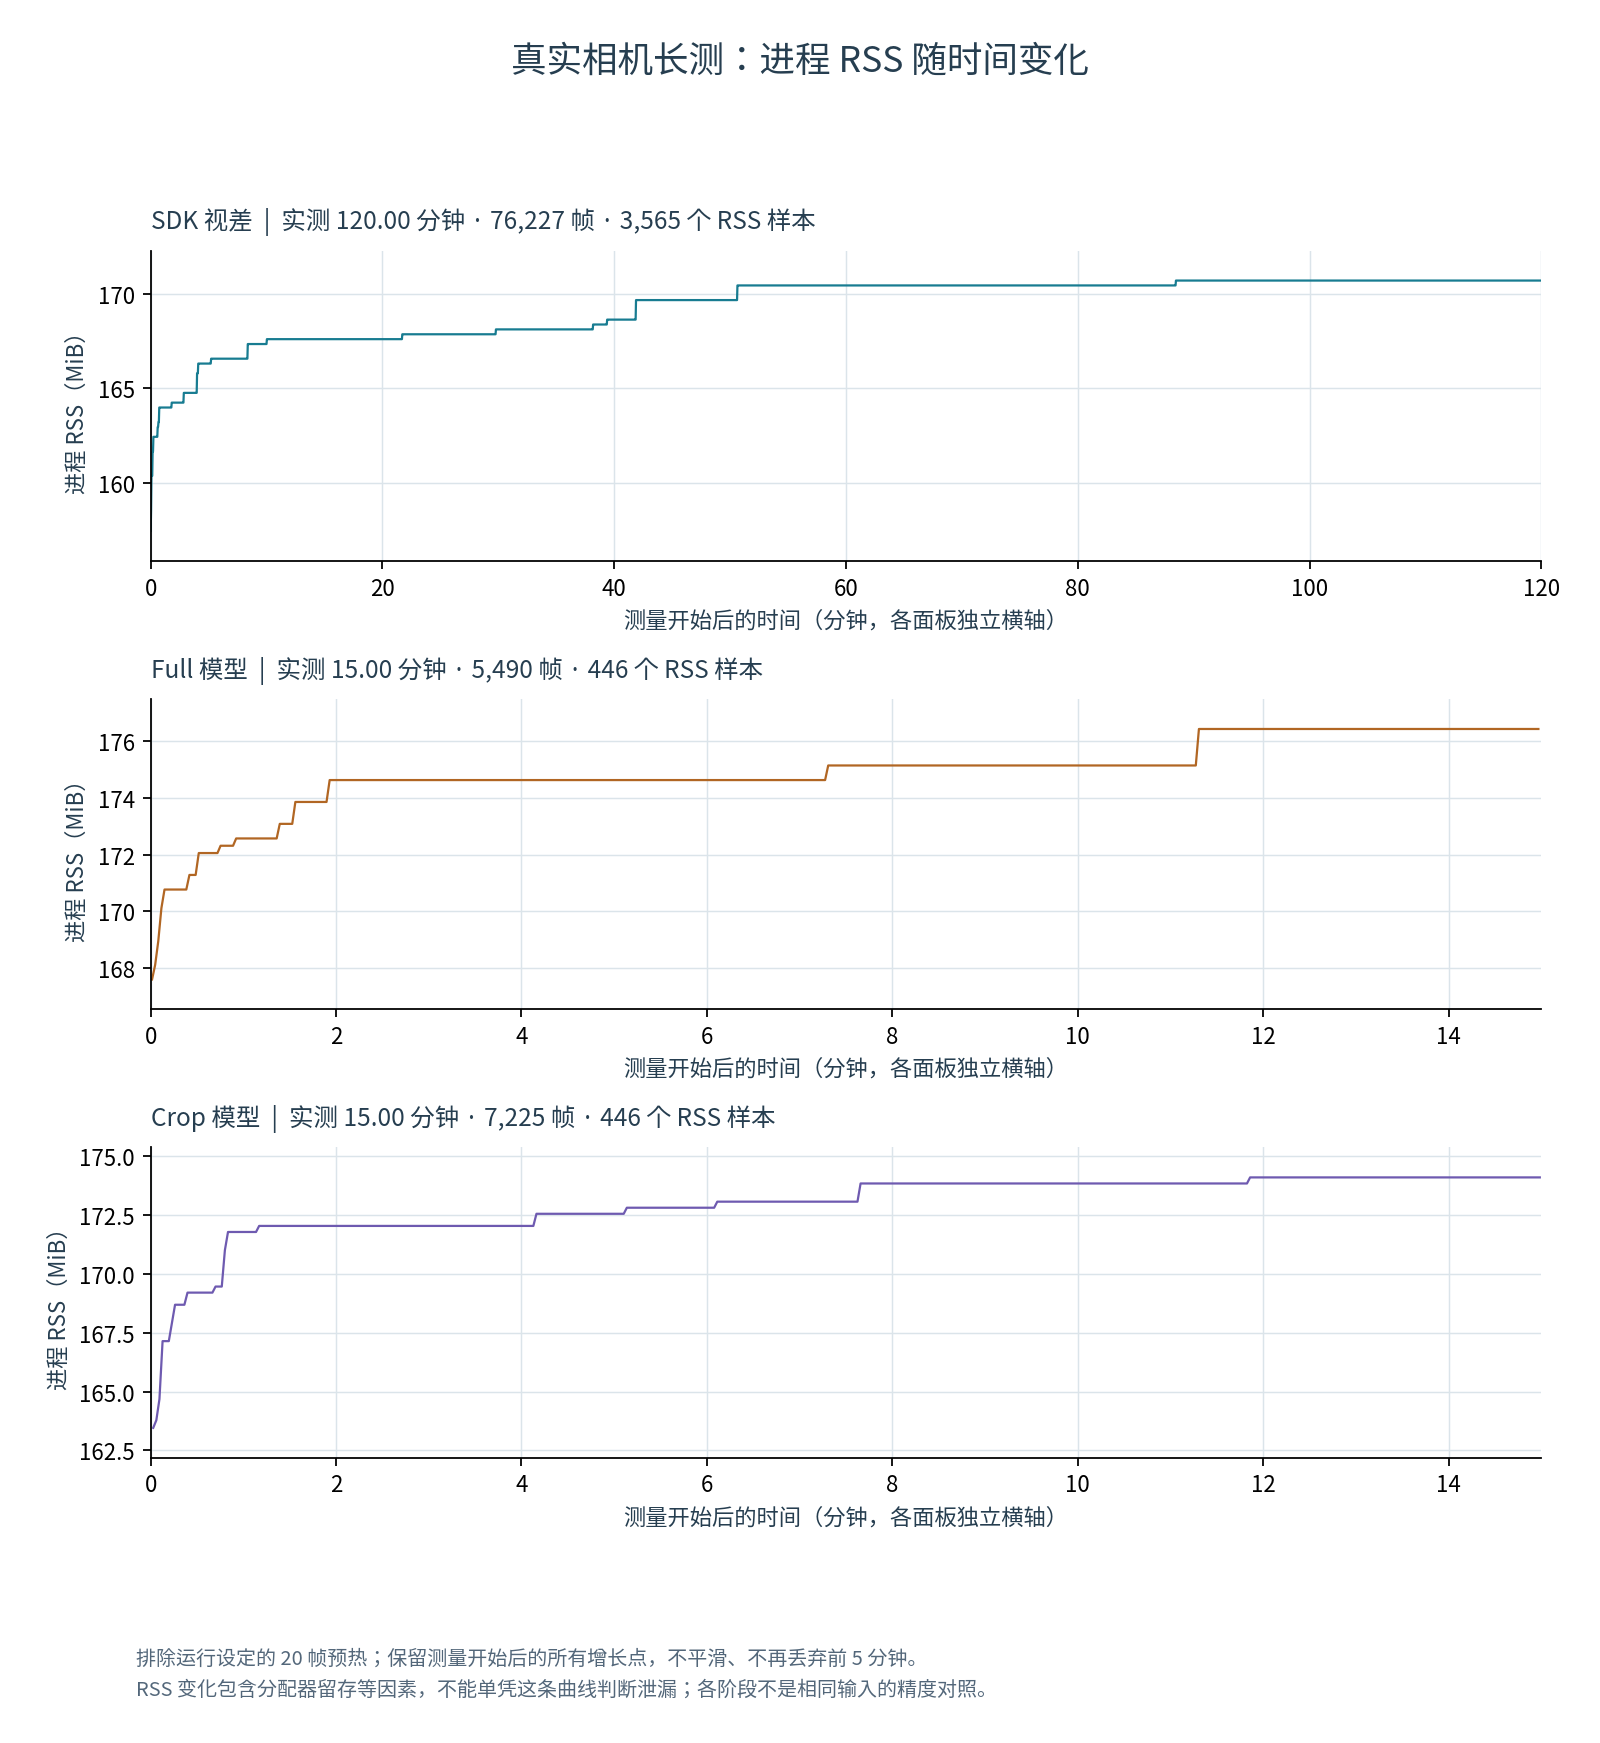 真实相机长测：进程 RSS 随时间变化
SDK 视差 | 实测 120.00 分钟 · 76,227 帧 · 3,565 个 RSS 样本
进程 RSS（MiB）
170
165
160
0 20 40 60 80 100 120
测量开始后的时间（分钟，各面板独立横轴）
Full 模型 | 实测 15.00 分钟 · 5,490 帧 · 446 个 RSS 样本
进程 RSS（MiB）
176
174
172
170
168
0 2 4 6 8 10 12 14
测量开始后的时间（分钟，各面板独立横轴）
Crop 模型 | 实测 15.00 分钟 · 7,225 帧 · 446 个 RSS 样本
进程 RSS（MiB）
175.0
172.5
170.0
167.5
165.0
162.5
0 2 4 6 8 10 12 14
测量开始后的时间（分钟，各面板独立横轴）
排除运行设定的 20 帧预热；保留测量开始后的所有增长点，不平滑、不再丢弃前 5 分钟。
RSS 变化包含分配器留存等因素，不能单凭这条曲线判断泄漏；各阶段不是相同输入的精度对照。